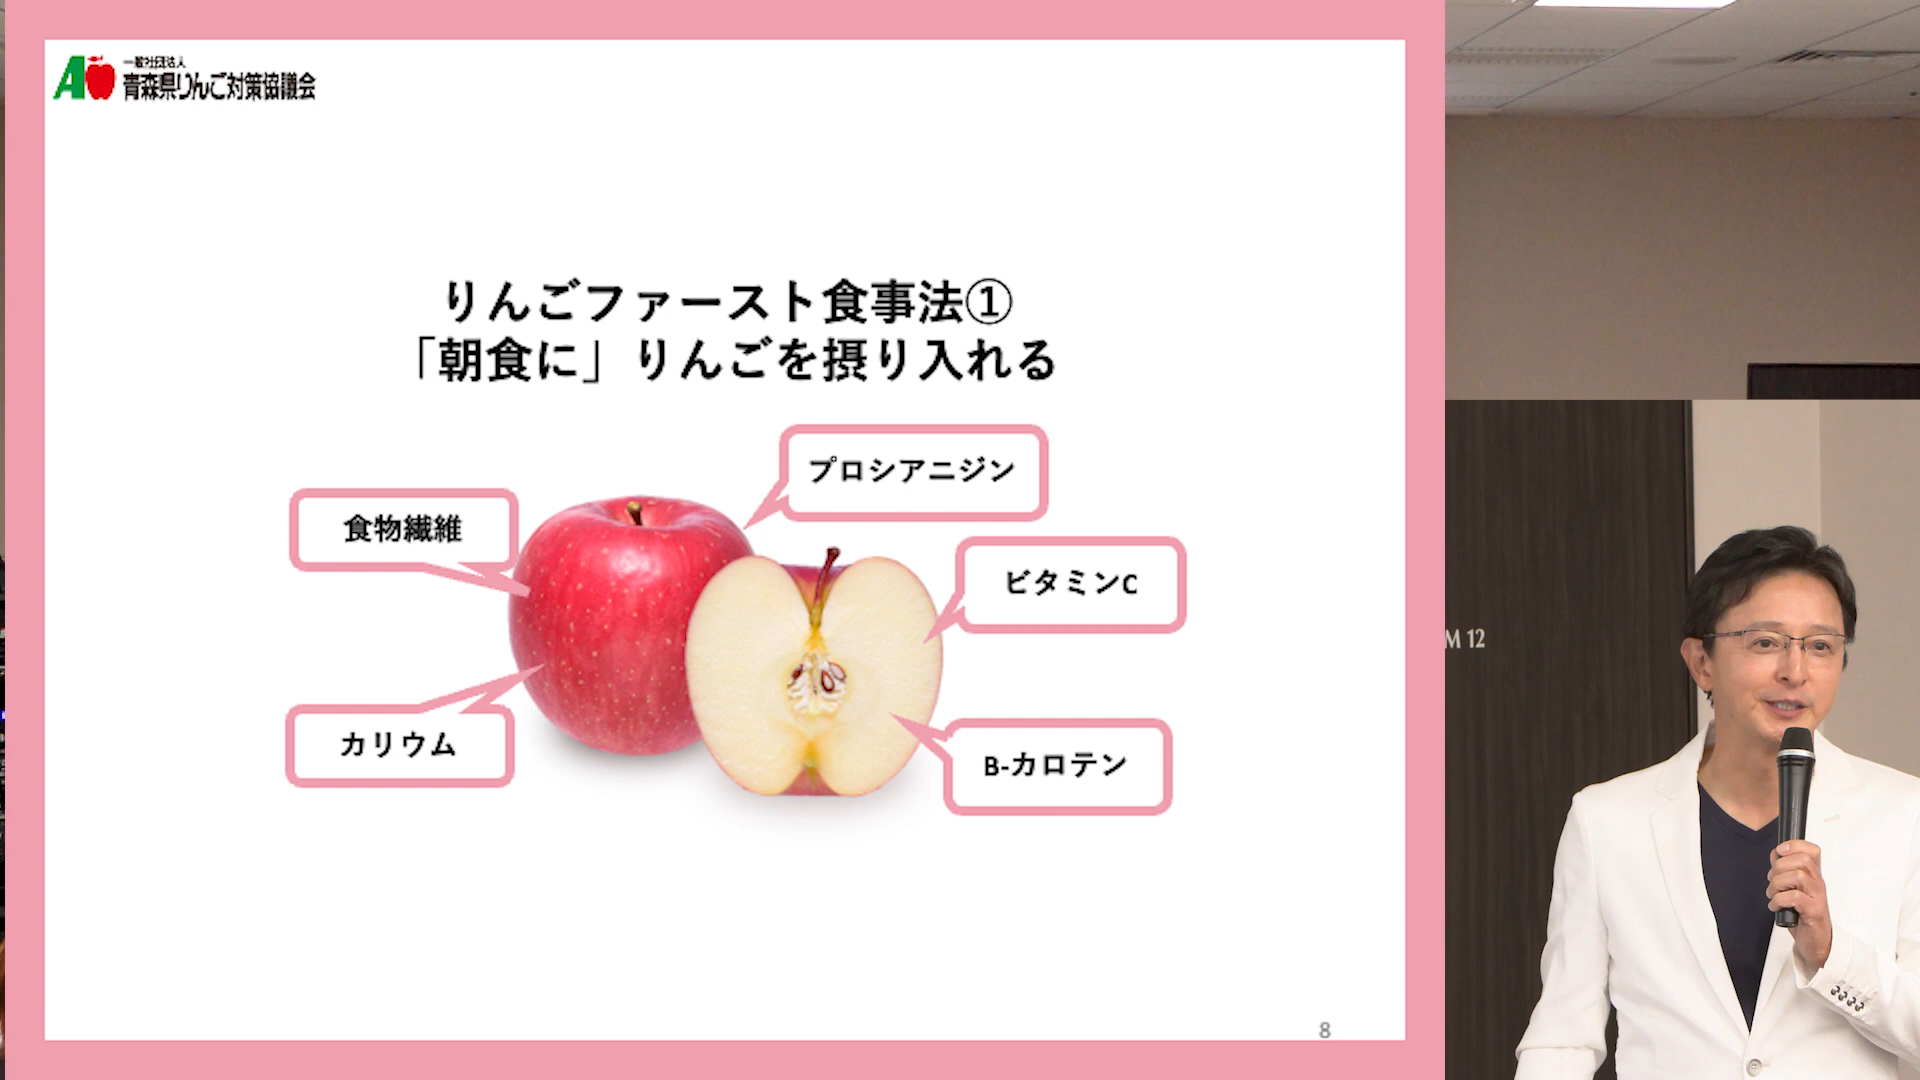 一般社団法人
青森県りんご対策協議会
りんごファースト食事法①
「朝食に」りんごを摂り入れる
プロシアニジン
食物繊維
ビタミンC
カリウム
B-カロテン
8
M 12